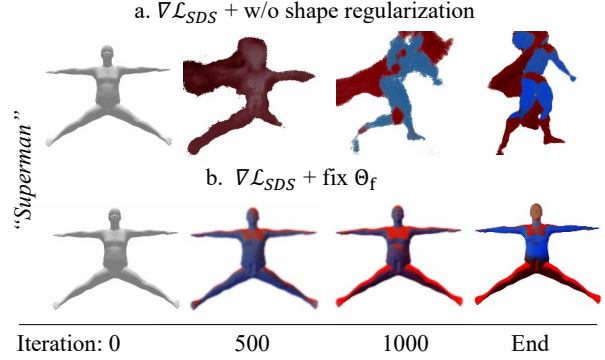 a. ∇ℒ_SDS + w/o shape regularization
“Superman”
b. ∇ℒ_SDS + fix Θ_f
Iteration: 0 500 1000 End